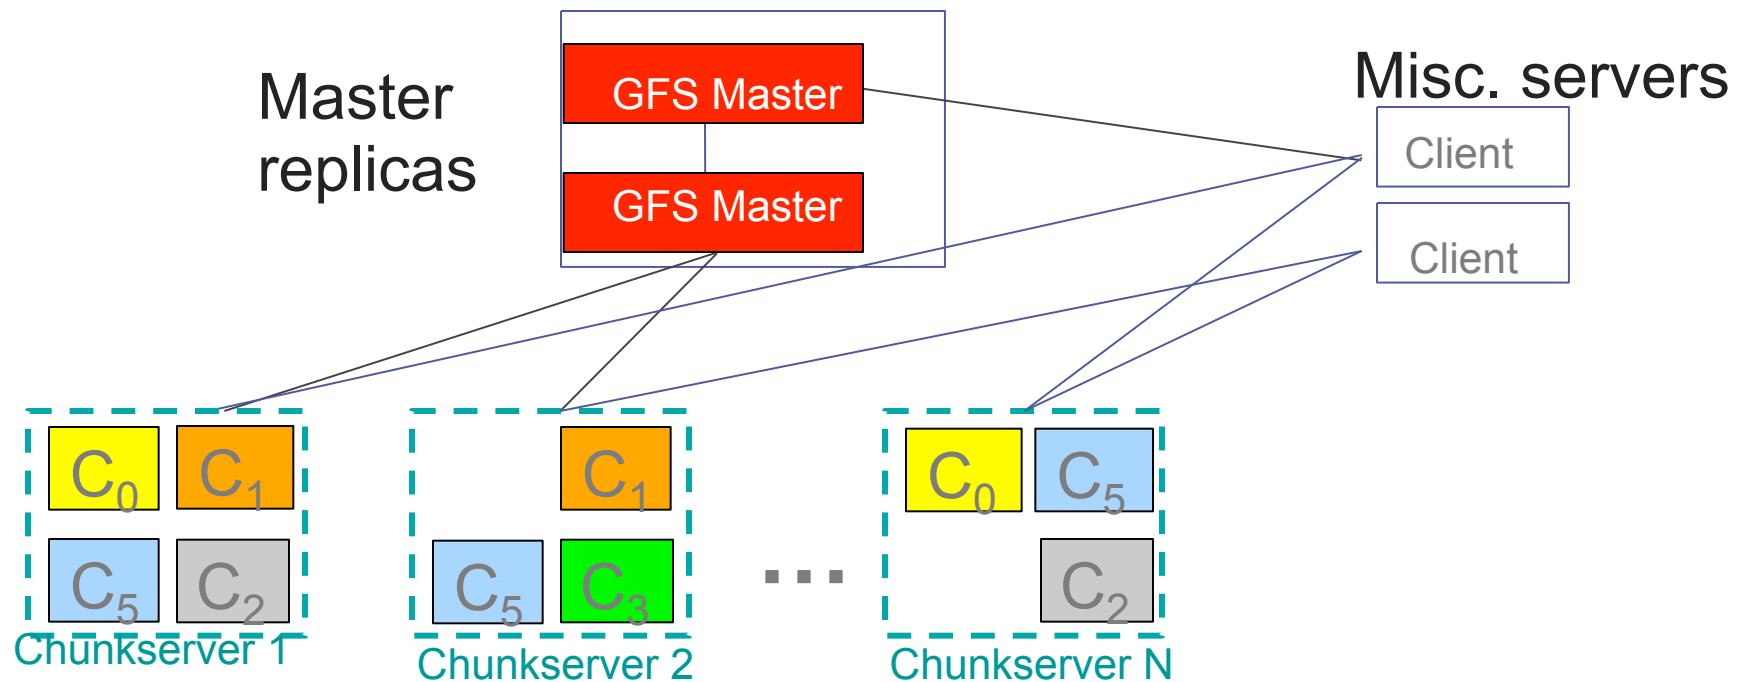 Master
replicas
GFS Master
GFS Master
Misc. servers
Client
Client
C0 C1
C5 C2
Chunkserver 1
C1
C5 C3
Chunkserver 2
...
C0 C5
C2
Chunkserver N